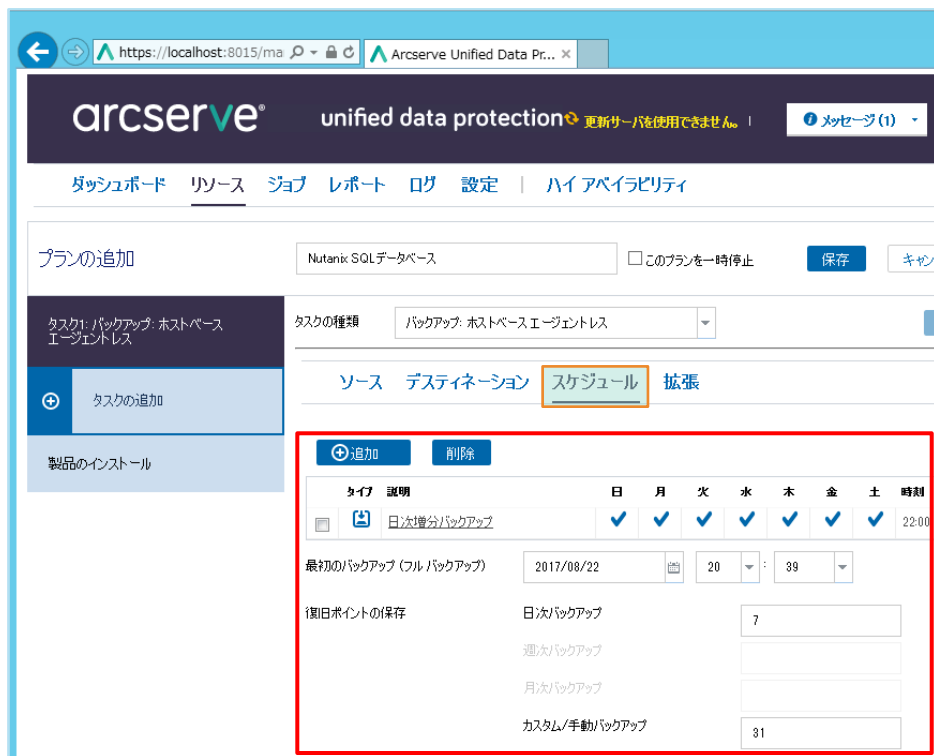 https://localhost:8015/ma
Arcserve Unified Data Pr... ×
arcserve® unified data protection 更新サーバを使用できません。 | メッセージ (1)
ダッシュボード リソース ジョブ レポート ログ 設定 | ハイ アベイラビリティ
プランの追加 Nutanix SQLデータベース このプランを一時停止 保存 キャン
タスク1: バックアップ: ホストベース
エージェントレス
タスクの種類 バックアップ: ホストベース エージェントレス
ソース デスティネーション スケジュール 拡張
タスクの追加
製品のインストール
追加 削除
タイプ 説明 日 月 火 水 木 金 土 時刻
日次増分バックアップ 22:00
最初のバックアップ (フル バックアップ) 2017/08/22 20 : 39
復旧ポイントの保存 日次バックアップ 7
週次バックアップ
月次バックアップ
カスタム/手動バックアップ 31